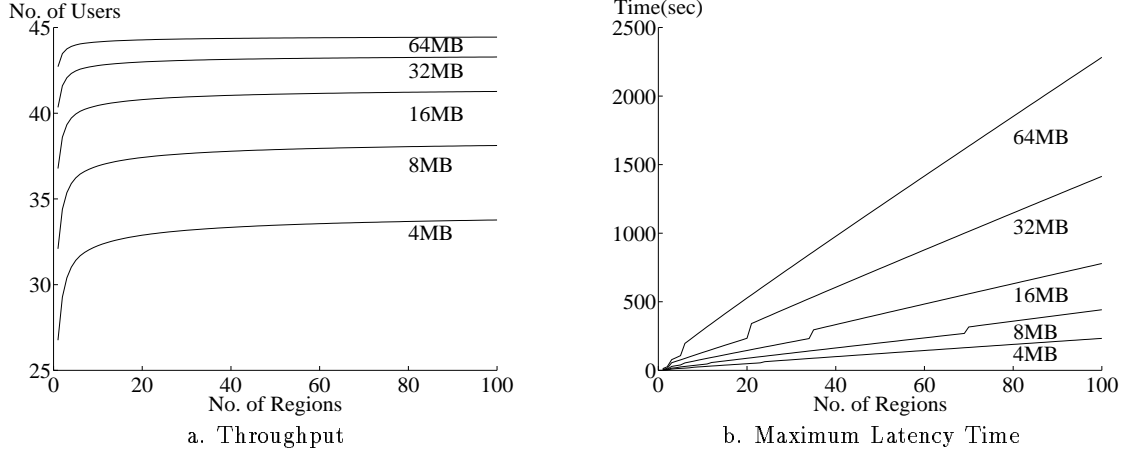 No. of Users
45
40
35
30
25
64MB
32MB
16MB
8MB
4MB
0 20 40 60 80 100
No. of Regions
a. Throughput
Time(sec)
2500
2000
1500
1000
500
0
64MB
32MB
16MB
8MB
4MB
0 20 40 60 80 100
No. of Regions
b. Maximum Latency Time